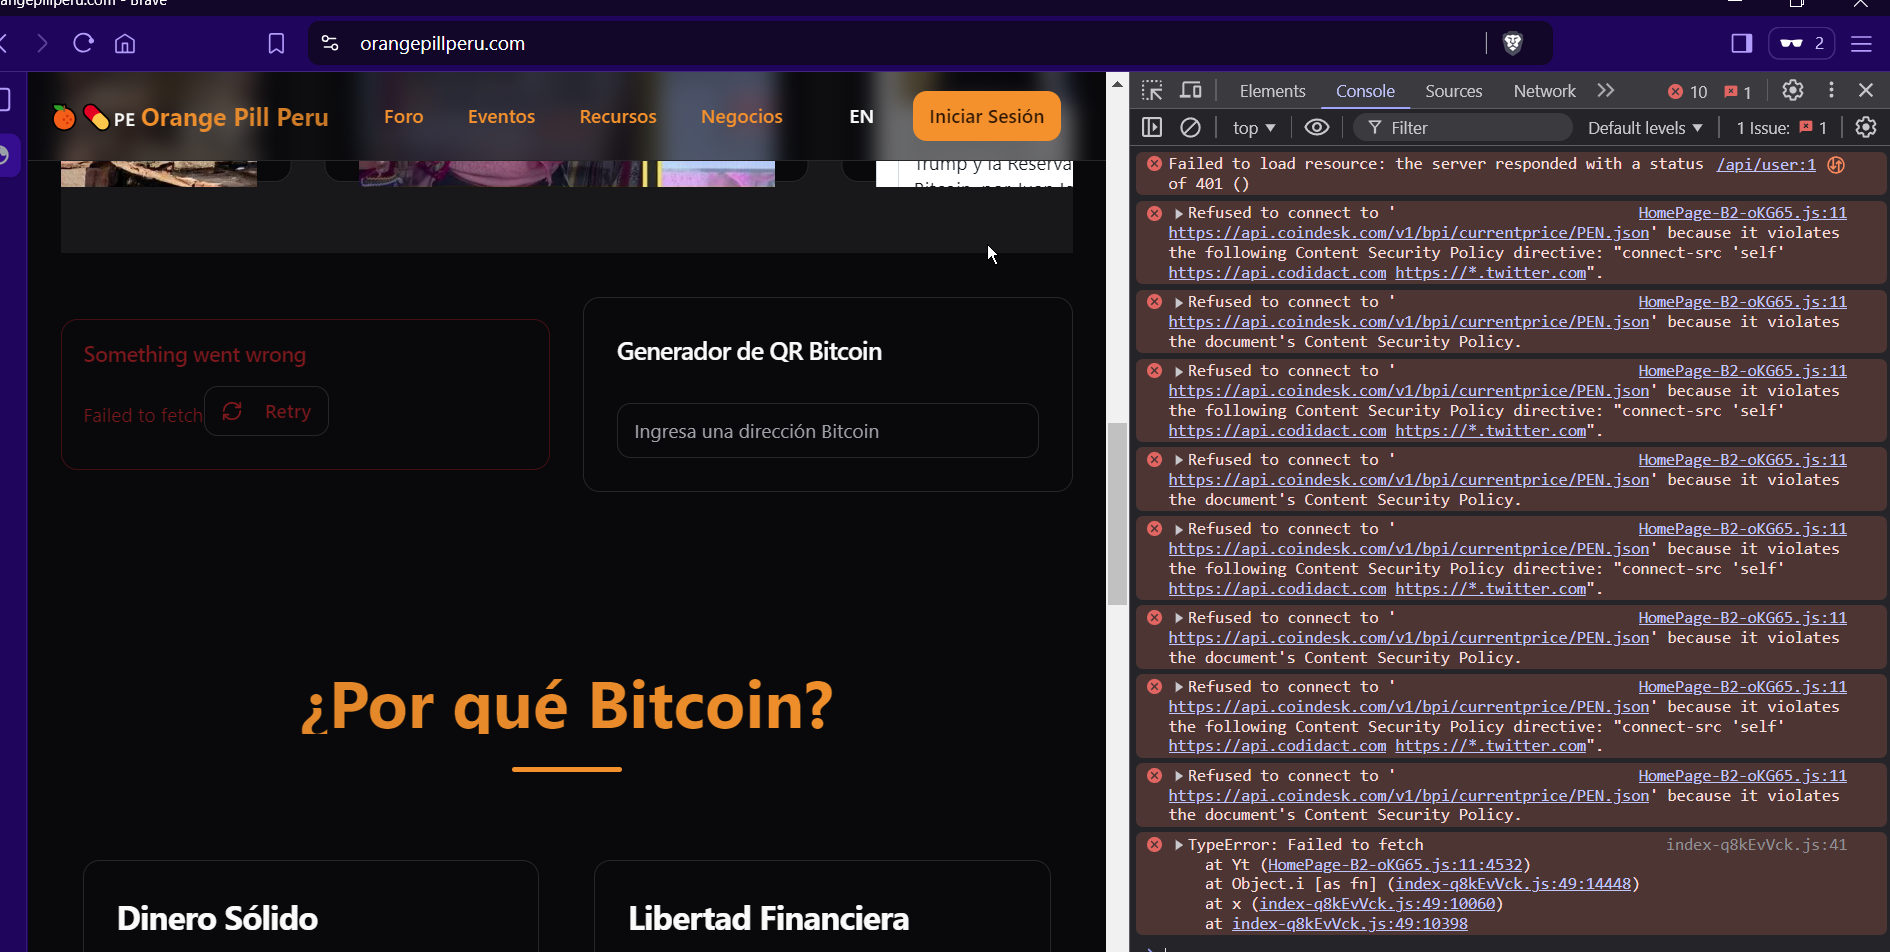 orangepillperu.com - Brave
orangepillperu.com
2
PE Orange Pill Peru
Foro
Eventos
Recursos
Negocios
EN
Iniciar Sesión
Trump y la Reserva
Something went wrong
Failed to fetch
Retry
Generador de QR Bitcoin
Ingresa una dirección Bitcoin
¿Por qué Bitcoin?
Dinero Sólido
Libertad Financiera
Elements
Console
Sources
Network
10
1
top
Filter
Default levels
1 Issue:
1
Failed to load resource: the server responded with a status /api/user:1
of 401 ()
Refused to connect to ' HomePage-B2-oKG65.js:11
https://api.coindesk.com/v1/bpi/currentprice/PEN.json' because it violates
the following Content Security Policy directive: "connect-src 'self'
https://api.codidact.com https://*.twitter.com".
Refused to connect to ' HomePage-B2-oKG65.js:11
https://api.coindesk.com/v1/bpi/currentprice/PEN.json' because it violates
the document's Content Security Policy.
Refused to connect to ' HomePage-B2-oKG65.js:11
https://api.coindesk.com/v1/bpi/currentprice/PEN.json' because it violates
the following Content Security Policy directive: "connect-src 'self'
https://api.codidact.com https://*.twitter.com".
Refused to connect to ' HomePage-B2-oKG65.js:11
https://api.coindesk.com/v1/bpi/currentprice/PEN.json' because it violates
the document's Content Security Policy.
Refused to connect to ' HomePage-B2-oKG65.js:11
https://api.coindesk.com/v1/bpi/currentprice/PEN.json' because it violates
the following Content Security Policy directive: "connect-src 'self'
https://api.codidact.com https://*.twitter.com".
Refused to connect to ' HomePage-B2-oKG65.js:11
https://api.coindesk.com/v1/bpi/currentprice/PEN.json' because it violates
the document's Content Security Policy.
Refused to connect to ' HomePage-B2-oKG65.js:11
https://api.coindesk.com/v1/bpi/currentprice/PEN.json' because it violates
the following Content Security Policy directive: "connect-src 'self'
https://api.codidact.com https://*.twitter.com".
Refused to connect to ' HomePage-B2-oKG65.js:11
https://api.coindesk.com/v1/bpi/currentprice/PEN.json' because it violates
the document's Content Security Policy.
TypeError: Failed to fetch index-q8kEvVck.js:41
at Yt (HomePage-B2-oKG65.js:11:4532)
at Object.i [as fn] (index-q8kEvVck.js:49:14448)
at x (index-q8kEvVck.js:49:10060)
at index-q8kEvVck.js:49:10398